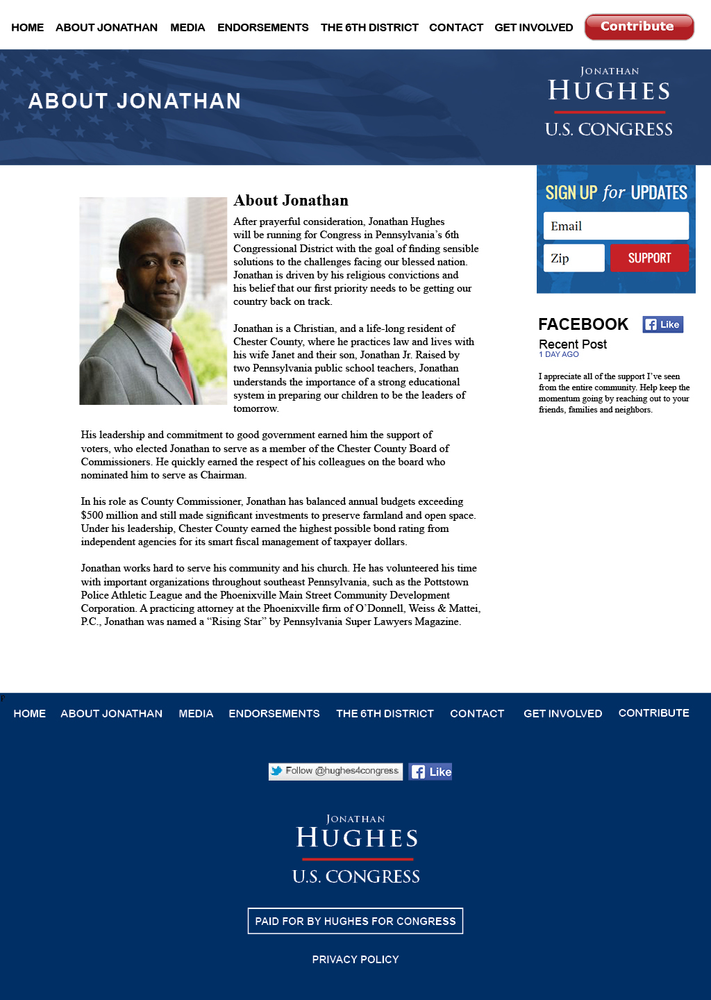 HOME ABOUT JONATHAN MEDIA ENDORSEMENTS THE 6TH DISTRICT CONTACT GET INVOLVED Contribute
ABOUT JONATHAN
JONATHAN
HUGHES
U.S. CONGRESS
SIGN UP for UPDATES
Email
Zip SUPPORT
About Jonathan
After prayerful consideration, Jonathan Hughes
will be running for Congress in Pennsylvania's 6th
Congressional District with the goal of finding sensible
solutions to the challenges facing our blessed nation.
Jonathan is driven by his religious convictions and
his belief that our first priority needs to be getting our
country back on track.
Jonathan is a Christian, and a life-long resident of
Chester County, where he practices law and lives with
his wife Janet and their son, Jonathan Jr. Raised by
two Pennsylvania public school teachers, Jonathan
understands the importance of a strong educational
system in preparing our children to be the leaders of
tomorrow.
His leadership and commitment to good government earned him the support of
voters, who elected Jonathan to serve as a member of the Chester County Board of
Commissioners. He quickly earned the respect of his colleagues on the board who
nominated him to serve as Chairman.
In his role as County Commissioner, Jonathan has balanced annual budgets exceeding
$500 million and still made significant investments to preserve farmland and open space.
Under his leadership, Chester County earned the highest possible bond rating from
independent agencies for its smart fiscal management of taxpayer dollars.
Jonathan works hard to serve his community and his church. He has volunteered his time
with important organizations throughout southeast Pennsylvania, such as the Pottstown
Police Athletic League and the Phoenixville Main Street Community Development
Corporation. A practicing attorney at the Phoenixville firm of O'Donnell, Weiss & Mattei,
P.C., Jonathan was named a "Rising Star" by Pennsylvania Super Lawyers Magazine.
FACEBOOK Like
Recent Post
1 DAY AGO
I appreciate all of the support I've seen
from the entire community. Help keep the
momentum going by reaching out to your
friends, families and neighbors.
HOME ABOUT JONATHAN MEDIA ENDORSEMENTS THE 6TH DISTRICT CONTACT GET INVOLVED CONTRIBUTE
Follow @hughes4congress Like
JONATHAN
HUGHES
U.S. CONGRESS
PAID FOR BY HUGHES FOR CONGRESS
PRIVACY POLICY